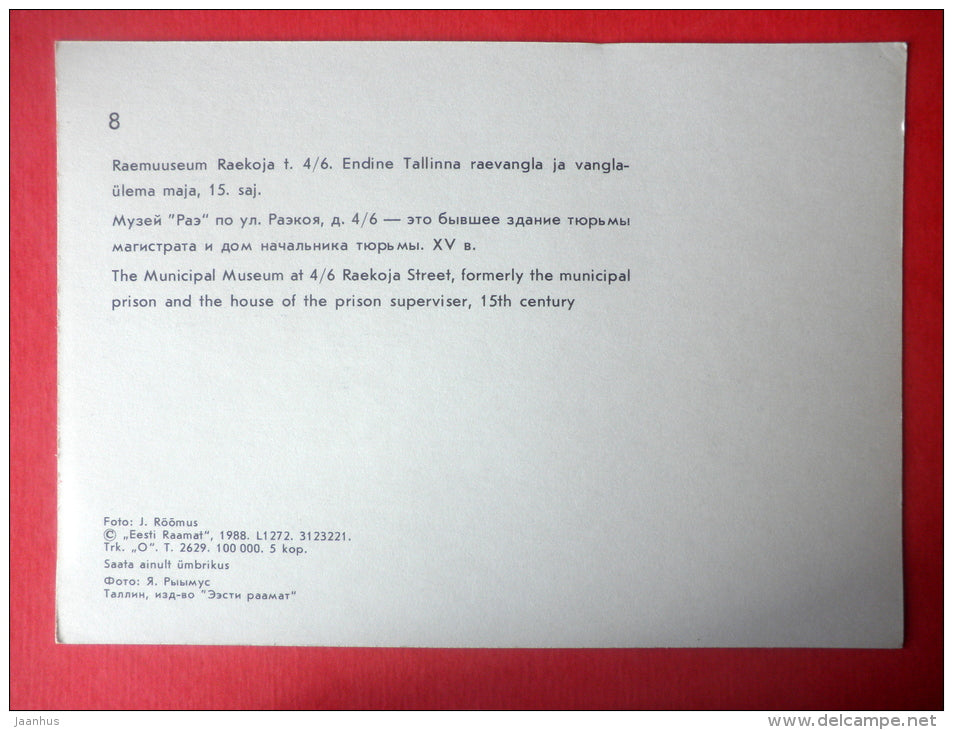 8
Raemuuseum Raekoja t. 4/6. Endine Tallinna raevangla ja vangla-
ülema maja, 15. saj.
Музей "Раэ“ по ул. Раэкоя, д. 4/6 — это бывшее здание тюрьмы
магистрата и дом начальника тюрьмы. XV в.
The Municipal Museum at 4/6 Raekoja Street, formerly the municipal
prison and the house of the prison superviser, 15th century
Foto: J. Rõõmus
© „Eesti Raamat“, 1988. L1272. 3123221.
Trk. „O“. T. 2629. 100 000. 5 kop.
Saata ainult ümbrikus
Фото: Я. Рыымус
Таллин, изд-во "Ээсти раамат“
jaanhus
www.delcampe.net